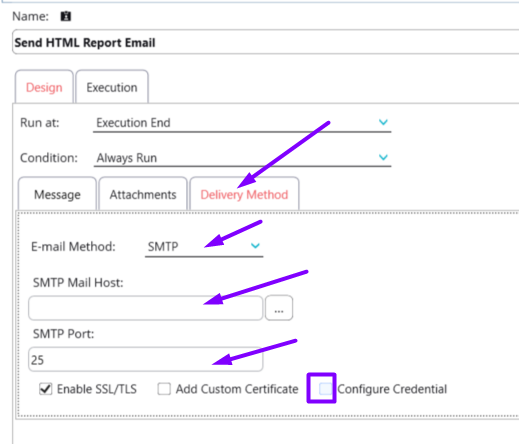 Name:
Send HTML Report Email
Design Execution
Run at: Execution End
Condition: Always Run
Message Attachments Delivery Method
E-mail Method: SMTP
SMTP Mail Host:
...
SMTP Port:
25
Enable SSL/TLS Add Custom Certificate Configure Credential